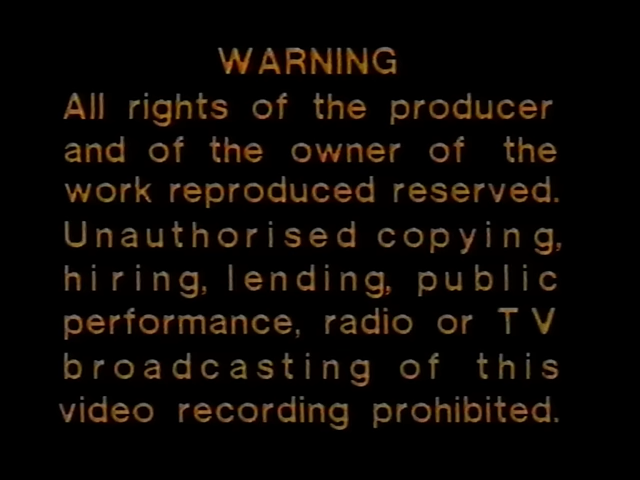 WARNING
All rights of the producer
and of the owner of the
work reproduced reserved.
Unauthorised copying,
hiring, lending, public
performance, radio or TV
broadcasting of this
video recording prohibited.